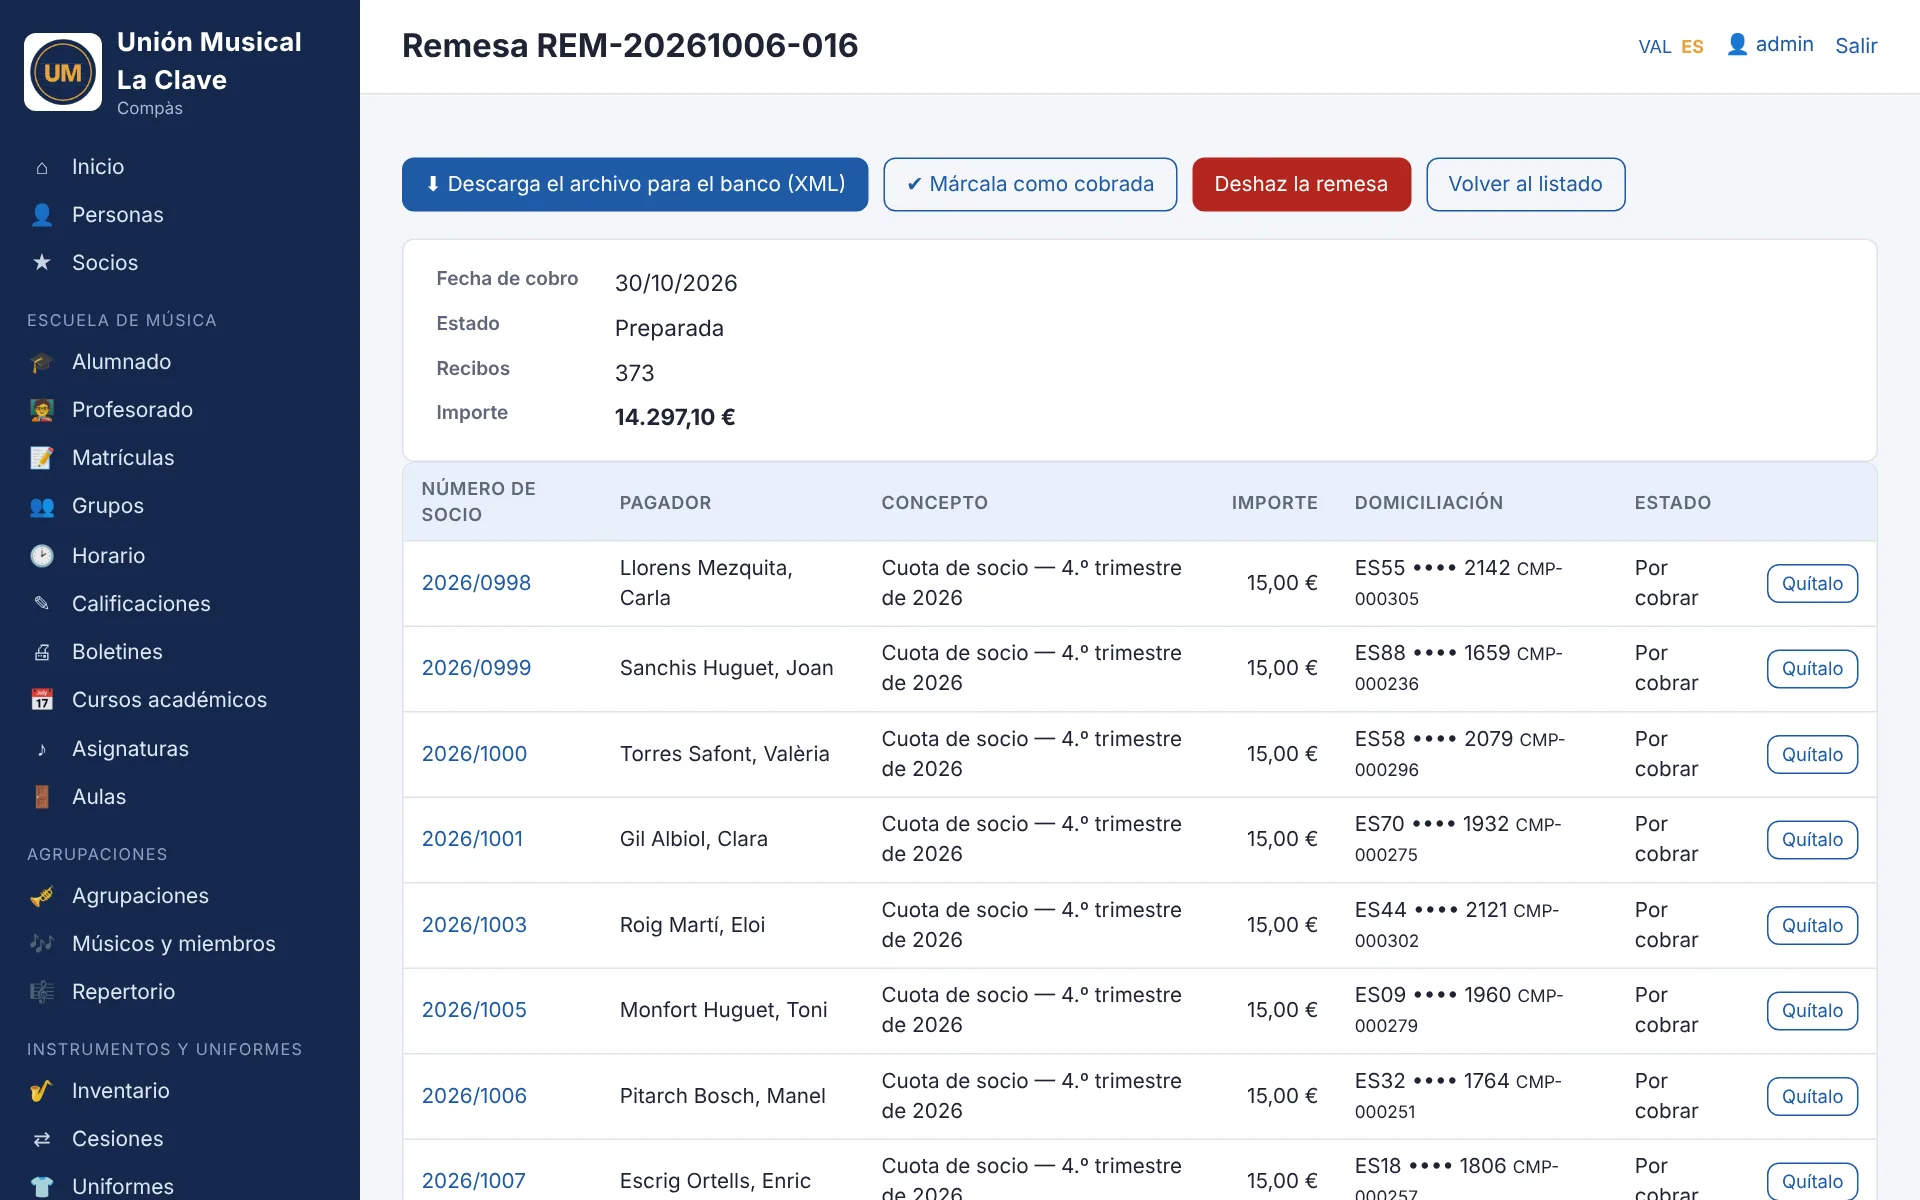 Unión Musical
La Clave
Compàs
UM
Inicio
Personas
Socios
ESCUELA DE MÚSICA
Alumnado
Profesorado
Matrículas
Grupos
Horario
Calificaciones
Boletines
Cursos académicos
Asignaturas
Aulas
AGRUPACIONES
Agrupaciones
Músicos y miembros
Repertorio
INSTRUMENTOS Y UNIFORMES
Inventario
Cesiones
Uniformes
Remesa REM-20261006-016
VAL ES 👤 admin Salir
⬇ Descarga el archivo para el banco (XML) ✔ Márcala como cobrada Deshaz la remesa Volver al listado
Fecha de cobro 30/10/2026
Estado Preparada
Recibos 373
Importe 14.297,10 €
NÚMERO DE SOCIO PAGADOR CONCEPTO IMPORTE DOMICILIACIÓN ESTADO
2026/0998 Llorens Mezquita, Carla Cuota de socio — 4.º trimestre de 2026 15,00 € ES55 •••• 2142 CMP-000305 Por cobrar Quítalo
2026/0999 Sanchis Huguet, Joan Cuota de socio — 4.º trimestre de 2026 15,00 € ES88 •••• 1659 CMP-000236 Por cobrar Quítalo
2026/1000 Torres Safont, Valèria Cuota de socio — 4.º trimestre de 2026 15,00 € ES58 •••• 2079 CMP-000296 Por cobrar Quítalo
2026/1001 Gil Albiol, Clara Cuota de socio — 4.º trimestre de 2026 15,00 € ES70 •••• 1932 CMP-000275 Por cobrar Quítalo
2026/1003 Roig Martí, Eloi Cuota de socio — 4.º trimestre de 2026 15,00 € ES44 •••• 2121 CMP-000302 Por cobrar Quítalo
2026/1005 Monfort Huguet, Toni Cuota de socio — 4.º trimestre de 2026 15,00 € ES09 •••• 1960 CMP-000279 Por cobrar Quítalo
2026/1006 Pitarch Bosch, Manel Cuota de socio — 4.º trimestre de 2026 15,00 € ES32 •••• 1764 CMP-000251 Por cobrar Quítalo
2026/1007 Escrig Ortells, Enric Cuota de socio — 4.º trimestre de 2026 15,00 € ES18 •••• 1806 CMP-000257 Por cobrar Quítalo